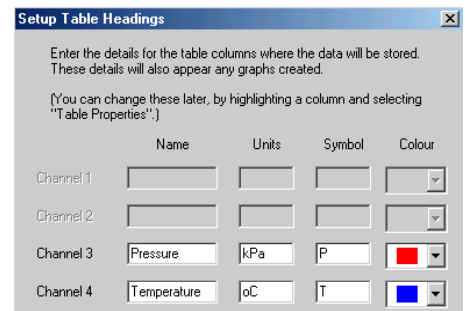 Setup Table Headings
Enter the details for the table columns where the data will be stored.
These details will also appear any graphs created.
(You can change these later, by highlighting a column and selecting
"Table Properties".)
Name Units Symbol Colour
Channel 1
Channel 2
Channel 3 Pressure kPa P
Channel 4 Temperature oC T